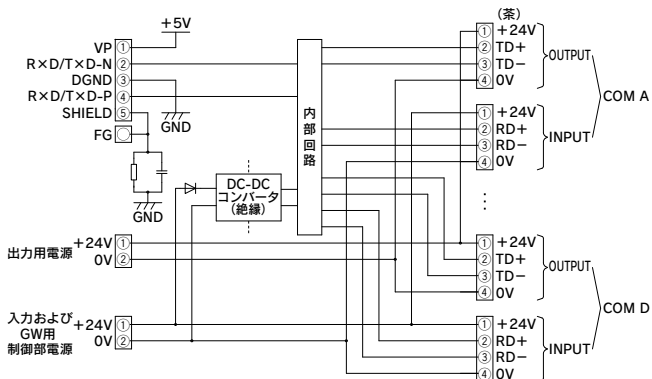 +5V
VP ①
R×D/T×D-N ②
DGND ③
R×D/T×D-P ④
SHIELD ⑤
FG
GND
GND
内部回路
DC-DC
コンバータ
(絶縁)
出力用電源
+24V ①
0V ②
入力および
GW用
制御部電源
+24V ①
0V ②
(茶)
① +24V
② TD+
③ TD−
④ 0V
OUTPUT
① +24V
② RD+
③ RD−
④ 0V
INPUT
COM A
⋮
① +24V
② TD+
③ TD−
④ 0V
OUTPUT
① +24V
② RD+
③ RD−
④ 0V
INPUT
COM D